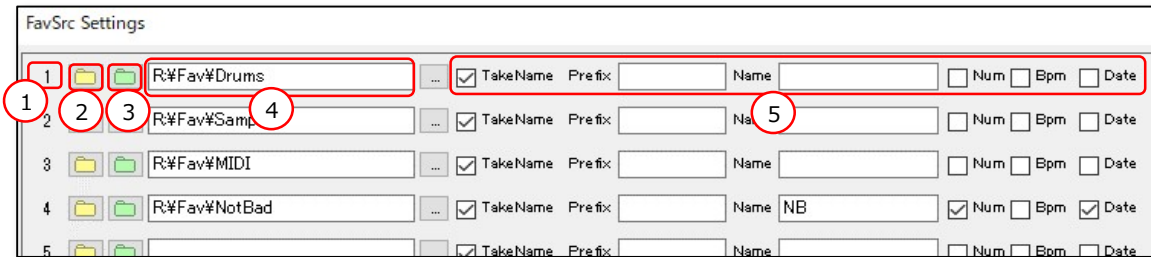 FavSrc Settings
1 R:¥Fav¥Drums ... TakeName Prefix Name Num Bpm Date
1 2 3 4 5
2 R:¥Fav¥Samp ... TakeName Prefix Na Num Bpm Date
3 R:¥Fav¥MIDI ... TakeName Prefix Name Num Bpm Date
4 R:¥Fav¥NotBad ... TakeName Prefix Name NB Num Bpm Date
5 ... TakeName Prefix Name Num Bpm Date